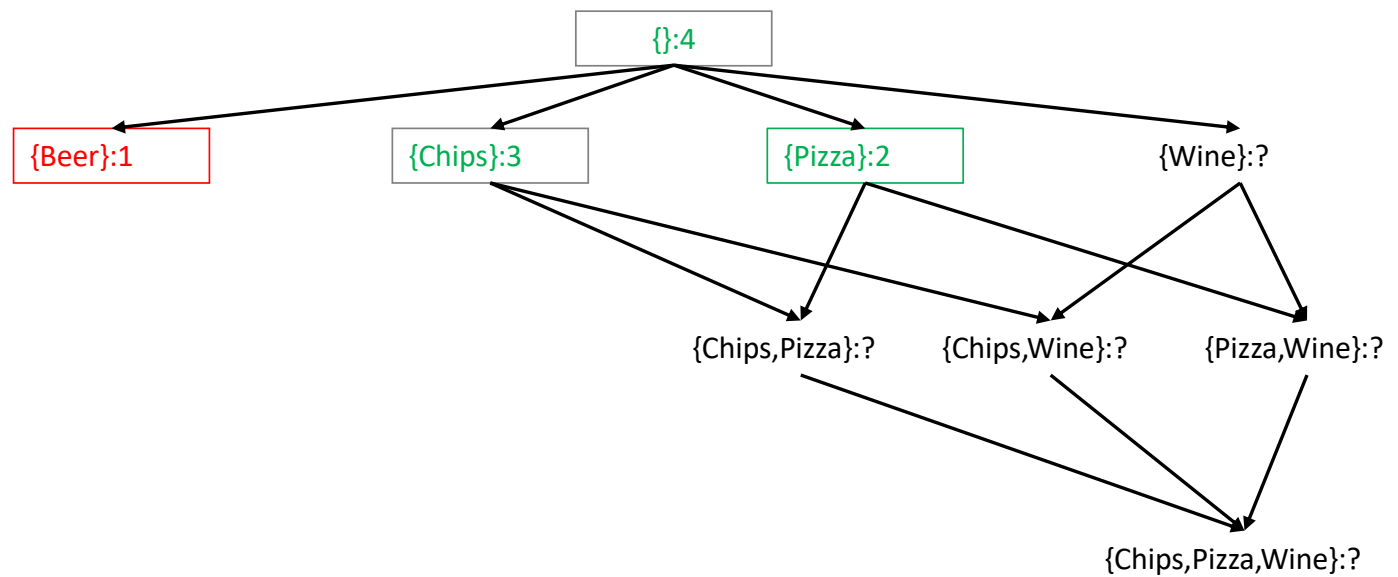 {}:4
{Beer}:1
{Chips}:3
{Pizza}:2
{Wine}:?
{Chips,Pizza}:?
{Chips,Wine}:?
{Pizza,Wine}:?
{Chips,Pizza,Wine}:?